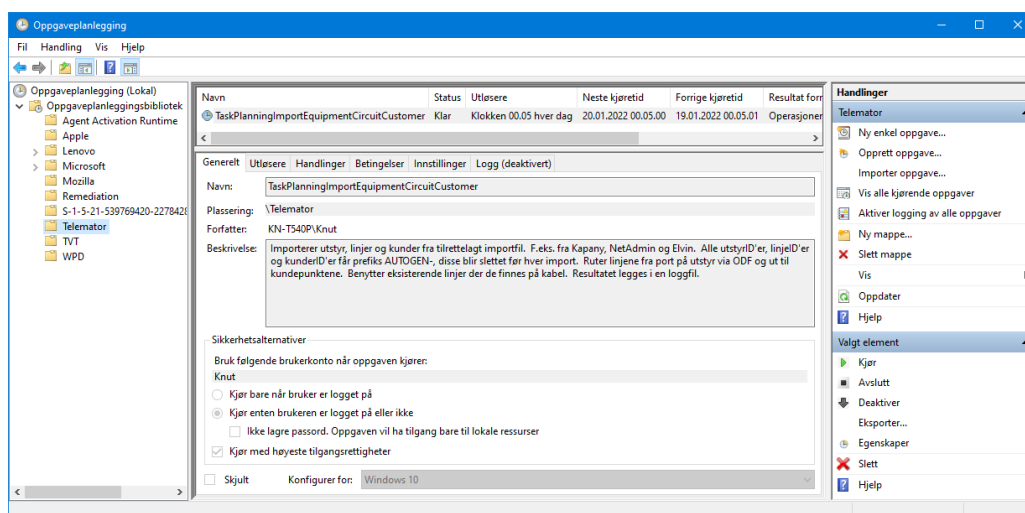 Oppgaveplanlegging
Fil Handling Vis Hjelp
Oppgaveplanlegging (Lokal)
Oppgaveplanleggingsbibliotek
Agent Activation Runtime
Apple
Lenovo
Microsoft
Mozilla
Remediation
S-1-5-21-539769420-2278428
Telemator
TVT
WPD
Navn Status Utløsere Neste kjøretid Forrige kjøretid Resultat forr
TaskPlanningImportEquipmentCircuitCustomer Klar Klokken 00.05 hver dag 20.01.2022 00.05.00 19.01.2022 00.05.01 Operasjoner
Generelt Utløsere Handlinger Betingelser Innstillinger Logg (deaktivert)
Navn: TaskPlanningImportEquipmentCircuitCustomer
Plassering: \Telemator
Forfatter: KN-T540P\Knut
Beskrivelse: Importerer utstyr, linjer og kunder fra tilrettelagt importfil. F.eks. fra Kapany, NetAdmin og Elvin. Alle utstyrID'er, linjeID'er
og kunderID'er får prefiks AUTOGEN-, disse blir slettet før hver import. Ruter linjene fra port på utstyr via ODF og ut til
kundepunktene. Benytter eksisterende linjer der de finnes på kabel. Resultatet legges i en loggfil.
Sikkerhetsalternativer
Bruk følgende brukerkonto når oppgaven kjører:
Knut
Kjør bare når bruker er logget på
Kjør enten brukeren er logget på eller ikke
Ikke lagre passord. Oppgaven vil ha tilgang bare til lokale ressurser
Kjør med høyeste tilgangsrettigheter
Skjult Konfigurer for: Windows 10
Handlinger
Telemator
Ny enkel oppgave...
Opprett oppgave...
Importer oppgave...
Vis alle kjørende oppgaver
Aktiver logging av alle oppgaver
Ny mappe...
Slett mappe
Vis
Oppdater
Hjelp
Valgt element
Kjør
Avslutt
Deaktiver
Eksporter...
Egenskaper
Slett
Hjelp